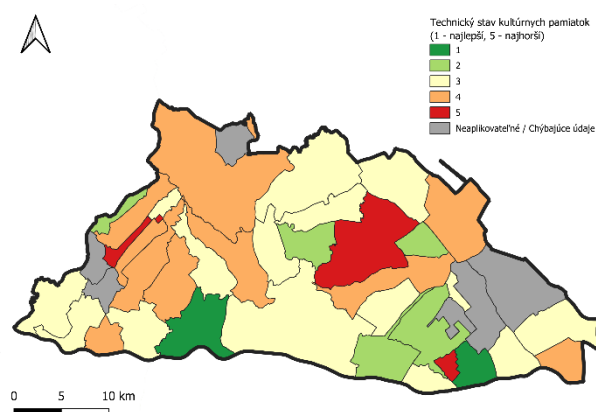 Technický stav kultúrnych pamiatok
(1 - najlepší, 5 - najhorší)
1
2
3
4
5
Neaplikovateľné / Chýbajúce údaje
0 5 10 km